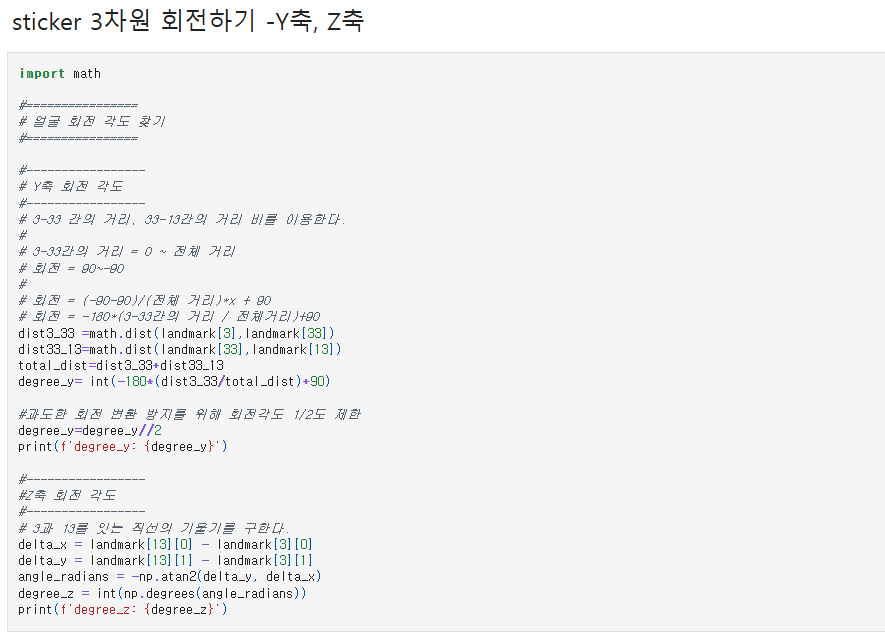 sticker 3차원 회전하기 -Y축, Z축
import math
#================
# 얼굴 회전 각도 찾기
#================
#-----------------
# Y축 회전 각도
#-----------------
# 3-33 간의 거리, 33-13간의 거리 비를 이용한다.
#
# 3-33간의 거리 = 0 ~ 전체 거리
# 회전 = 90~-90
#
# 회전 = (-90-90)/(전체 거리)*x + 90
# 회전 = -180*(3-33간의 거리 / 전체거리)+90
dist3_33 =math.dist(landmark[3],landmark[33])
dist33_13=math.dist(landmark[33],landmark[13])
total_dist=dist3_33+dist33_13
degree_y= int(-180*(dist3_33/total_dist)+90)
#과도한 회전 변환 방지를 위해 회전각도 1/2도 제한
degree_y=degree_y//2
print(f'degree_y: {degree_y}')
#-----------------
#Z축 회전 각도
#-----------------
# 3과 13를 잇는 직선의 기울기를 구한다.
delta_x = landmark[13][0] - landmark[3][0]
delta_y = landmark[13][1] - landmark[3][1]
angle_radians = -np.atan2(delta_y, delta_x)
degree_z = int(np.degrees(angle_radians))
print(f'degree_z: {degree_z}')